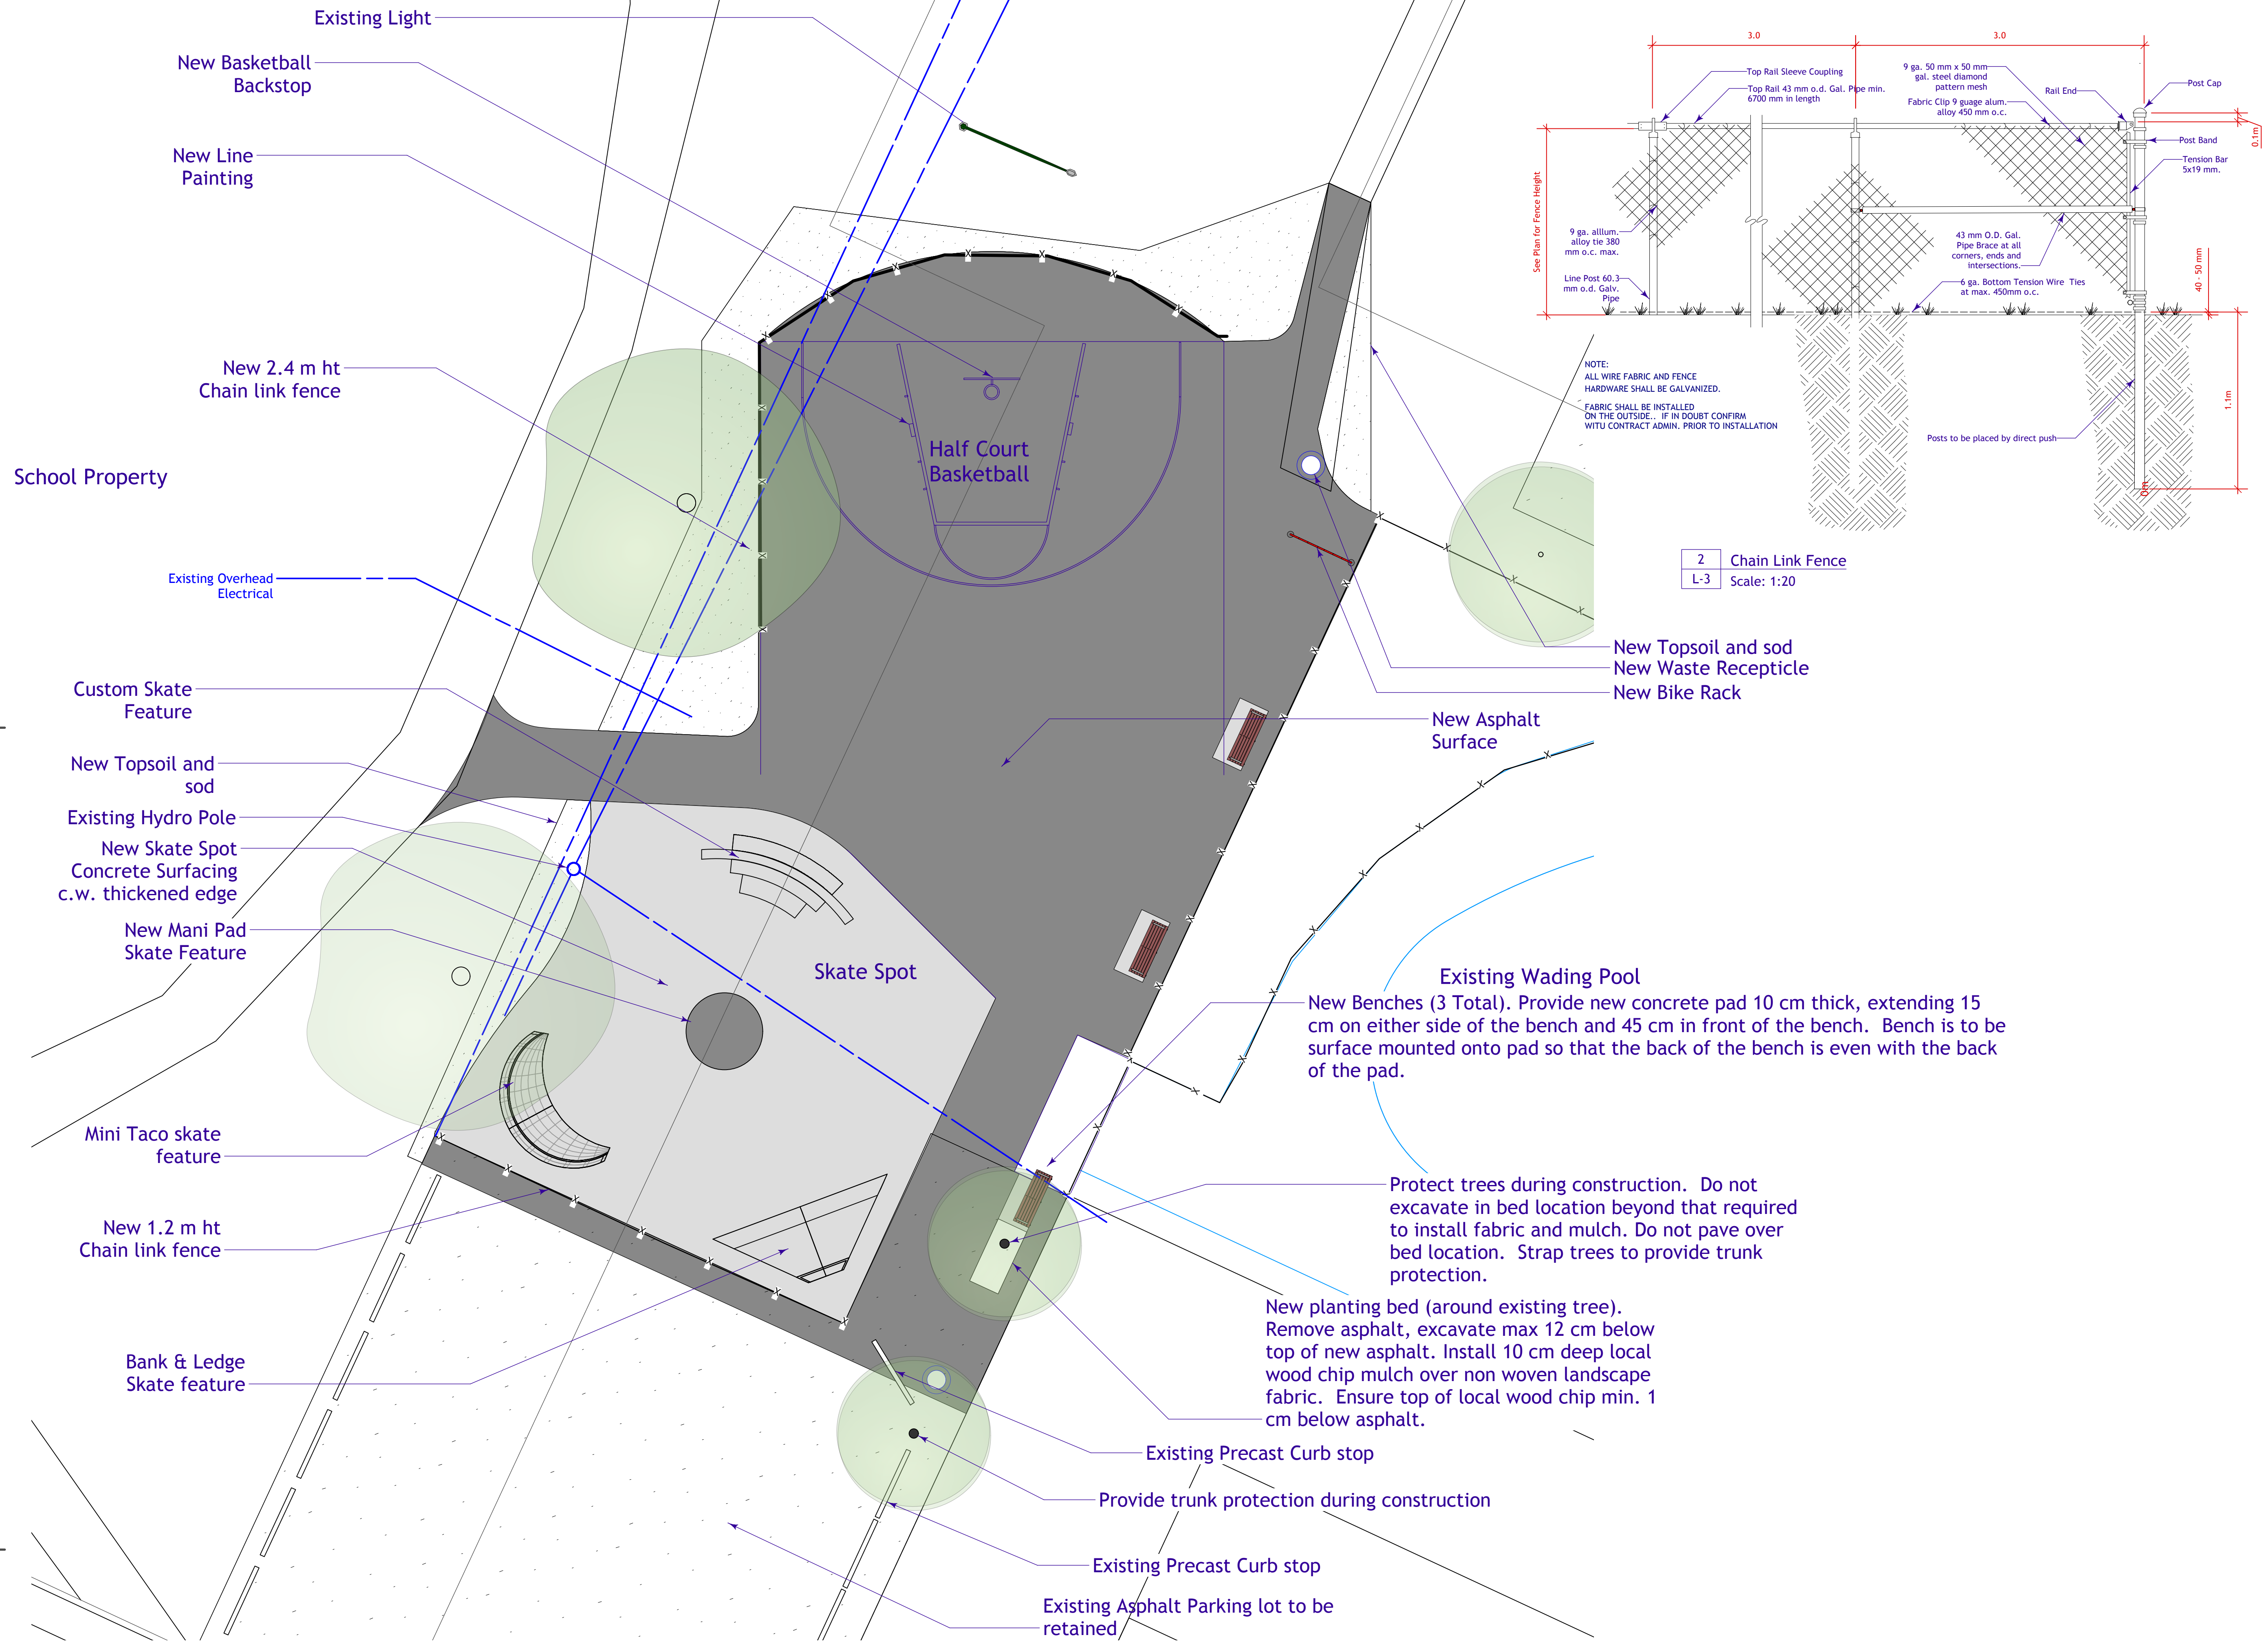 Existing Light
New Basketball
Backstop
New Line
Painting
New 2.4 m ht
Chain link fence
School Property
Existing Overhead
Electrical
Custom Skate
Feature
New Topsoil and
sod
Existing Hydro Pole
New Skate Spot
Concrete Surfacing
c.w. thickened edge
New Mani Pad
Skate Feature
Mini Taco skate
feature
New 1.2 m ht
Chain link fence
Bank & Ledge
Skate feature
Half Court
Basketball
Skate Spot
3.0
3.0
Top Rail Sleeve Coupling
Top Rail 43 mm o.d. Gal. Pipe min.
6700 mm in length
9 ga. 50 mm x 50 mm
gal. steel diamond
pattern mesh
Fabric Clip 9 guage alum.
alloy 450 mm o.c.
Rail End
Post Cap
0.1m
Post Band
Tension Bar
5x19 mm.
See Plan for Fence Height
9 ga. alllum.
alloy tie 380
mm o.c. max.
Line Post 60.3
mm o.d. Galv.
Pipe
43 mm O.D. Gal.
Pipe Brace at all
corners, ends and
intersections.
6 ga. Bottom Tension Wire Ties
at max. 450mm o.c.
40 - 50 mm
1.1m
0m
Posts to be placed by direct push
NOTE:
ALL WIRE FABRIC AND FENCE
HARDWARE SHALL BE GALVANIZED.
FABRIC SHALL BE INSTALLED
ON THE OUTSIDE.. IF IN DOUBT CONFIRM
WITU CONTRACT ADMIN. PRIOR TO INSTALLATION
2
L-3
Chain Link Fence
Scale: 1:20
New Topsoil and sod
New Waste Recepticle
New Bike Rack
New Asphalt
Surface
Existing Wading Pool
New Benches (3 Total). Provide new concrete pad 10 cm thick, extending 15
cm on either side of the bench and 45 cm in front of the bench. Bench is to be
surface mounted onto pad so that the back of the bench is even with the back
of the pad.
Protect trees during construction. Do not
excavate in bed location beyond that required
to install fabric and mulch. Do not pave over
bed location. Strap trees to provide trunk
protection.
New planting bed (around existing tree).
Remove asphalt, excavate max 12 cm below
top of new asphalt. Install 10 cm deep local
wood chip mulch over non woven landscape
fabric. Ensure top of local wood chip min. 1
cm below asphalt.
Existing Precast Curb stop
Provide trunk protection during construction
Existing Precast Curb stop
Existing Asphalt Parking lot to be
retained